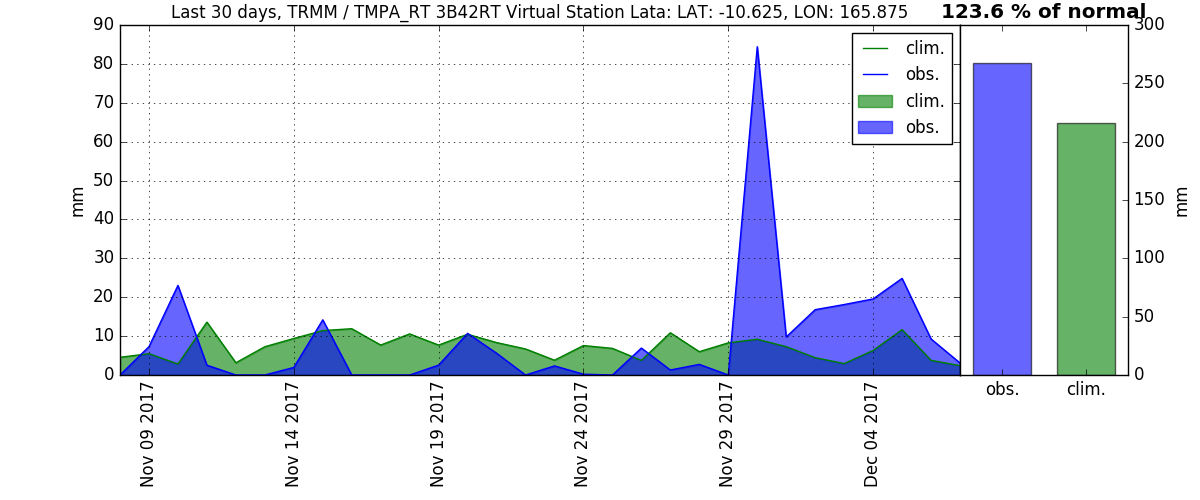 Last 30 days, TRMM / TMPA_RT 3B42RT Virtual Station Lata: LAT: -10.625, LON: 165.875
123.6 % of normal
90
80
70
60
50
40
30
20
10
0
mm
clim.
obs.
clim.
obs.
Nov 09 2017
Nov 14 2017
Nov 19 2017
Nov 24 2017
Nov 29 2017
Dec 04 2017
300
250
200
150
100
50
0
mm
obs.
clim.